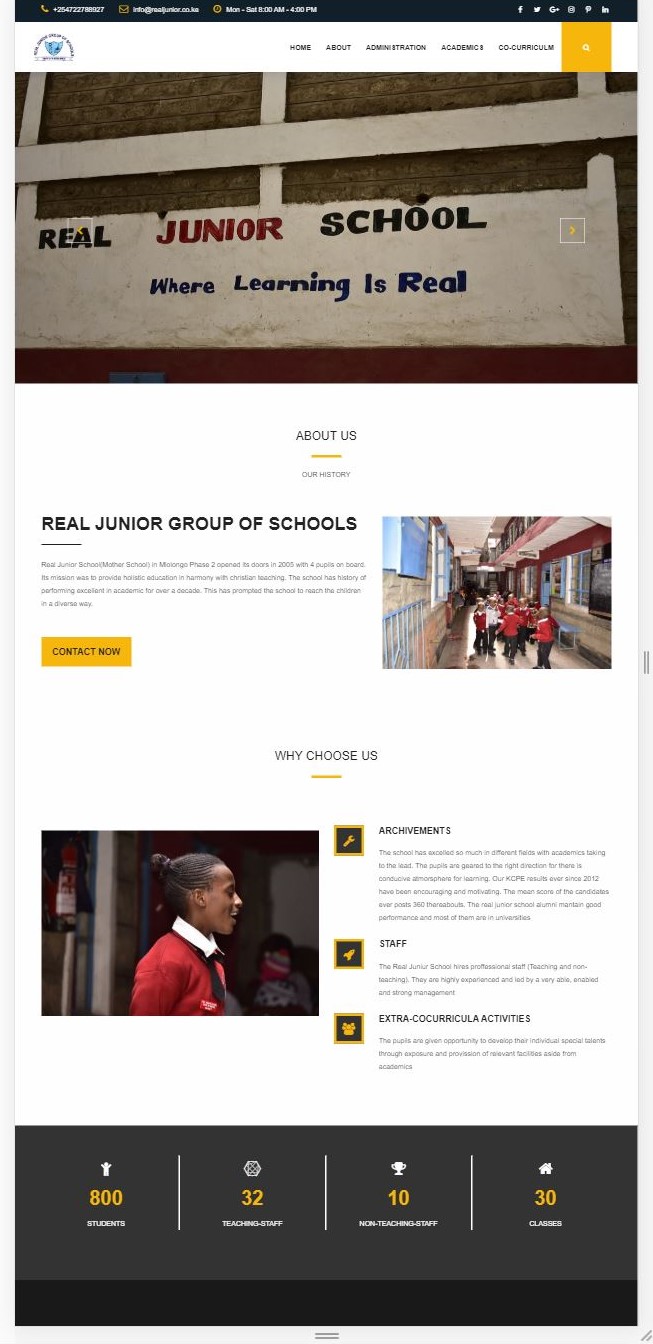 +254722788927 info@realjunior.co.ke Mon - Sat 8:00 AM - 4:00 PM
REAL JUNIOR GROUP OF SCHOOLS
HOME ABOUT ADMINISTRATION ACADEMICS CO-CURRICULM
REAL JUNIOR SCHOOL
Where Learning Is Real
ABOUT US
OUR HISTORY
REAL JUNIOR GROUP OF SCHOOLS
Real Junior School(Mother School) in Mlolongo Phase 2 opened its doors in 2005 with 4 pupils on board.
Its mission was to provide holistic education in harmony with christian teaching. The school has history of
performing excellent in academic for over a decade. This has prompted the school to reach the children
in a diverse way.
CONTACT NOW
WHY CHOOSE US
ARCHIVEMENTS
The school has excelled so much in different fields with academics taking
to the lead. The pupils are geared to the right direction for there is
conducive atmorsphere for learning. Our KCPE results ever since 2012
have been encouraging and motivating. The mean score of the candidates
ever posts 360 thereabouts. The real junior school alumni mantain good
performance and most of them are in universities
STAFF
The Real Junior School hires proffessional staff (Teaching and non-
teaching). They are highly experienced and led by a very able, enabled
and strong management
EXTRA-COCURRICULA ACTIVITIES
The pupils are given opportunity to develop their individual special talents
through exposure and provission of relevant facilities aside from
academics
800 32 10 30
STUDENTS TEACHING-STAFF NON-TEACHING-STAFF CLASSES